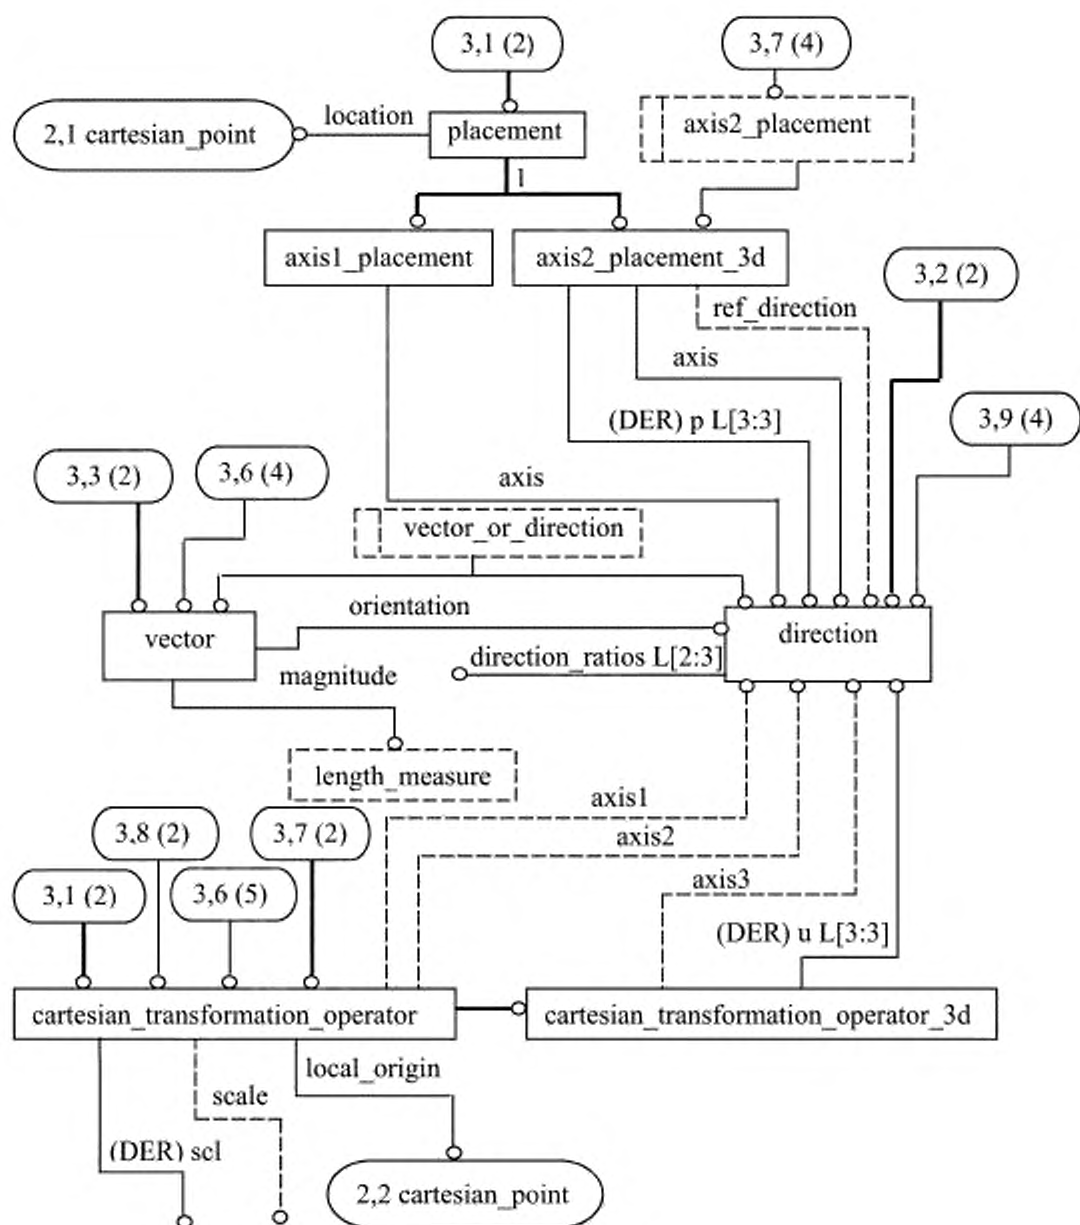 3,1 (2)
3,7 (4)
2,1 cartesian_point
location
placement
axis2_placement
1
axis1_placement
axis2_placement_3d
3,2 (2)
ref_direction
axis
3,9 (4)
(DER) p L[3:3]
3,3 (2)
3,6 (4)
axis
vector_or_direction
orientation
vector
direction
direction_ratios L[2:3]
magnitude
length_measure
axis1
3,8 (2)
3,7 (2)
axis2
3,1 (2)
3,6 (5)
axis3
(DER) u L[3:3]
cartesian_transformation_operator
cartesian_transformation_operator_3d
local_origin
scale
(DER) scl
2,2 cartesian_point